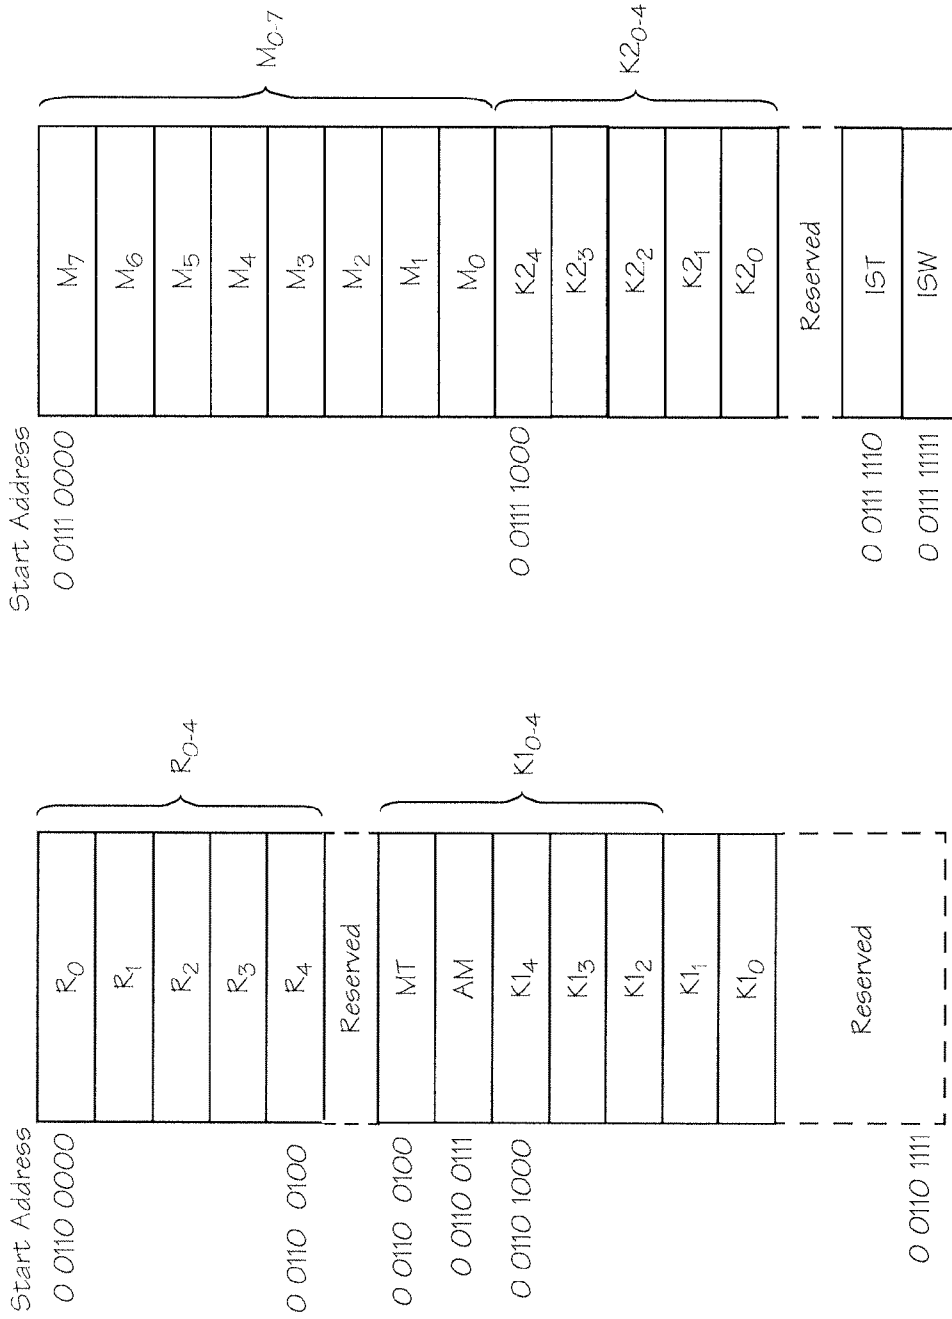 Start Address
0 0110 0000
R0
R1
R2
R3
0 0110 0100
R4
R0-4
Reserved
0 0110 0100
MT
0 0110 0111
AM
0 0110 1000
K14
K13
K12
K11
K10
K10-4
Reserved
0 0110 1111
Start Address
0 0111 0000
M7
M6
M5
M4
M3
M2
M1
M0
M0-7
0 0111 1000
K24
K23
K22
K21
K20
K20-4
Reserved
0 0111 1110
IST
0 0111 11111
ISW